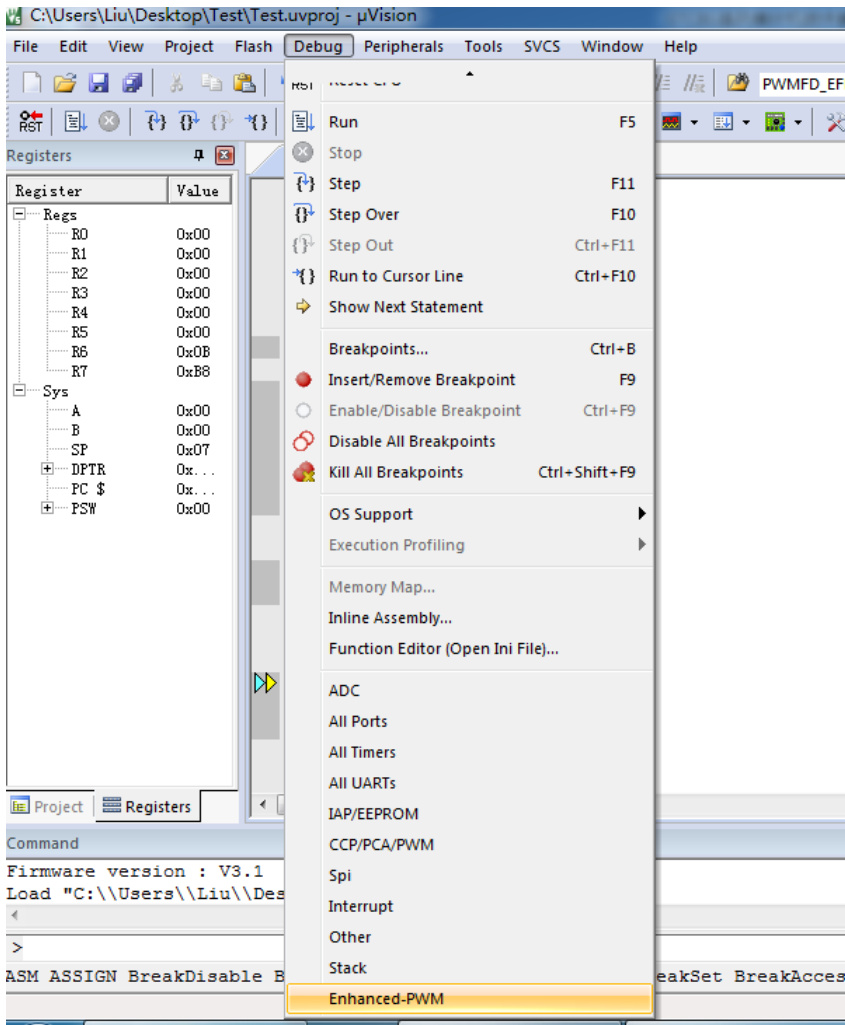 C:\Users\Liu\Desktop\Test\Test.uvproj - µVision
File Edit View Project Flash Debug Peripherals Tools SVCS Window Help
RST Reset CPU
PWMFD_EF
RST
Run F5
Registers
Stop
Register Value
Step F11
Regs
Step Over F10
R0 0x00
R1 0x00
Step Out Ctrl+F11
R2 0x00
Run to Cursor Line Ctrl+F10
R3 0x00
Show Next Statement
R4 0x00
R5 0x00
Breakpoints... Ctrl+B
R6 0x0B
R7 0xB8
Insert/Remove Breakpoint F9
Sys
A 0x00
Enable/Disable Breakpoint Ctrl+F9
B 0x00
Disable All Breakpoints
SP 0x07
DPTR 0x...
Kill All Breakpoints Ctrl+Shift+F9
PC $ 0x...
PSW 0x00
OS Support
Execution Profiling
Memory Map...
Inline Assembly...
Function Editor (Open Ini File)...
ADC
All Ports
All Timers
All UARTs
Project Registers
IAP/EEPROM
Command
CCP/PCA/PWM
Firmware version : V3.1
Spi
Load "C:\\Users\\Liu\\Des
Interrupt
Other
>
Stack
ASM ASSIGN BreakDisable B
eakSet BreakAcces
Enhanced-PWM